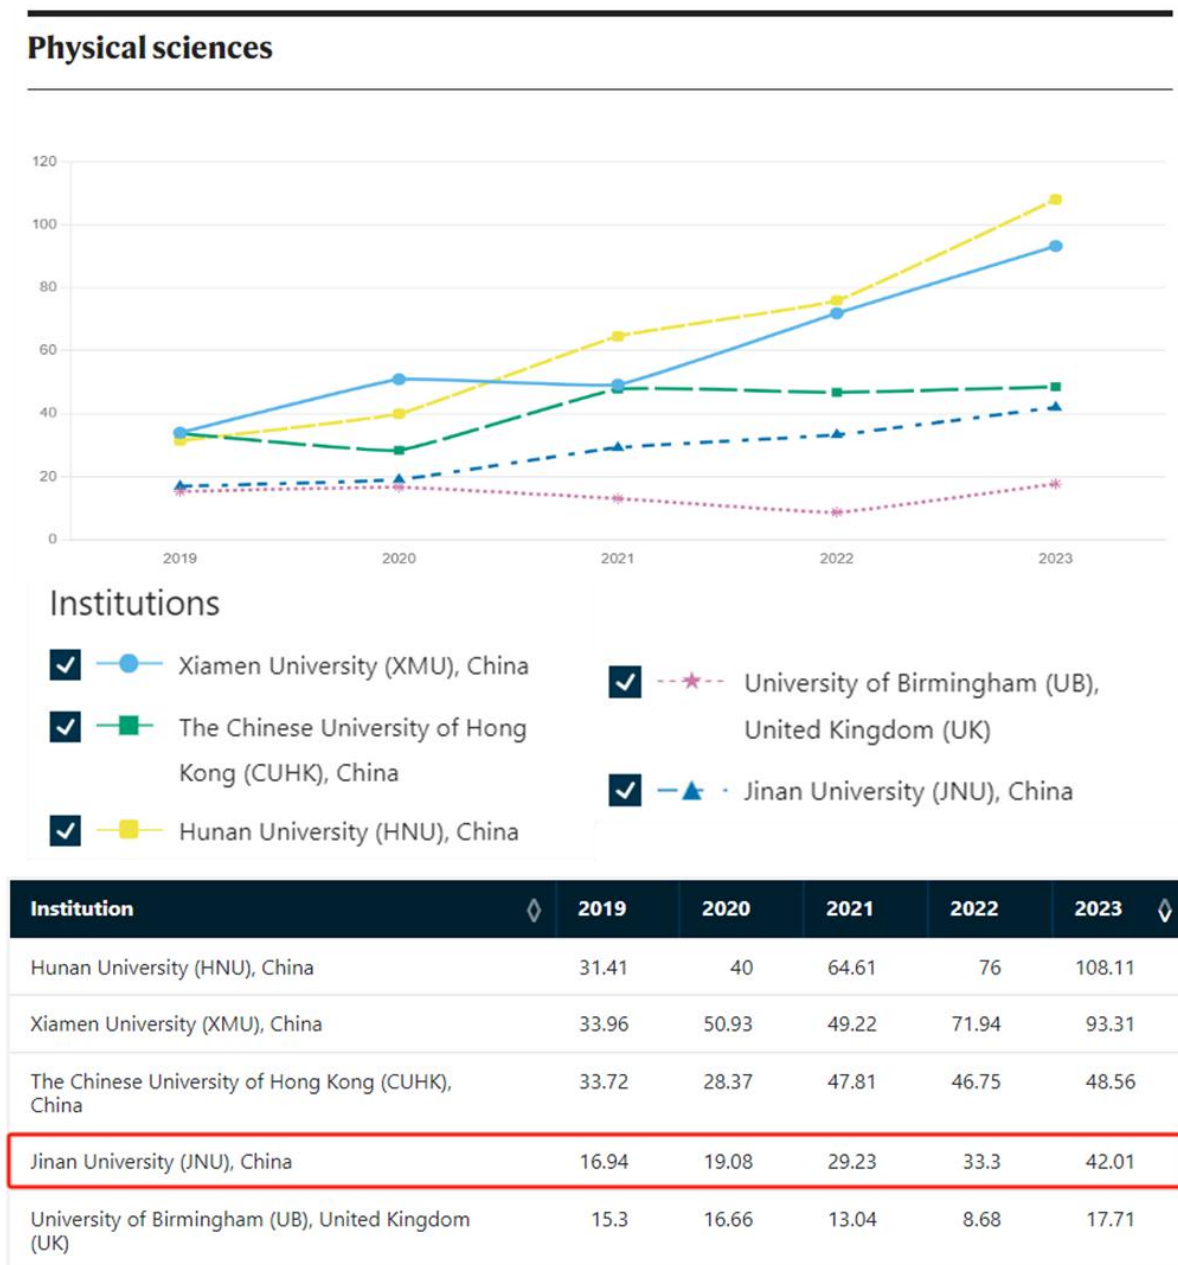 Physical sciences
120
100
80
60
40
20
0
2019 2020 2021 2022 2023
Institutions
Xiamen University (XMU), China
The Chinese University of Hong
Kong (CUHK), China
Hunan University (HNU), China
University of Birmingham (UB),
United Kingdom (UK)
Jinan University (JNU), China
Institution 2019 2020 2021 2022 2023
Hunan University (HNU), China 31.41 40 64.61 76 108.11
Xiamen University (XMU), China 33.96 50.93 49.22 71.94 93.31
The Chinese University of Hong Kong (CUHK), 33.72 28.37 47.81 46.75 48.56
China
Jinan University (JNU), China 16.94 19.08 29.23 33.3 42.01
University of Birmingham (UB), United Kingdom 15.3 16.66 13.04 8.68 17.71
(UK)